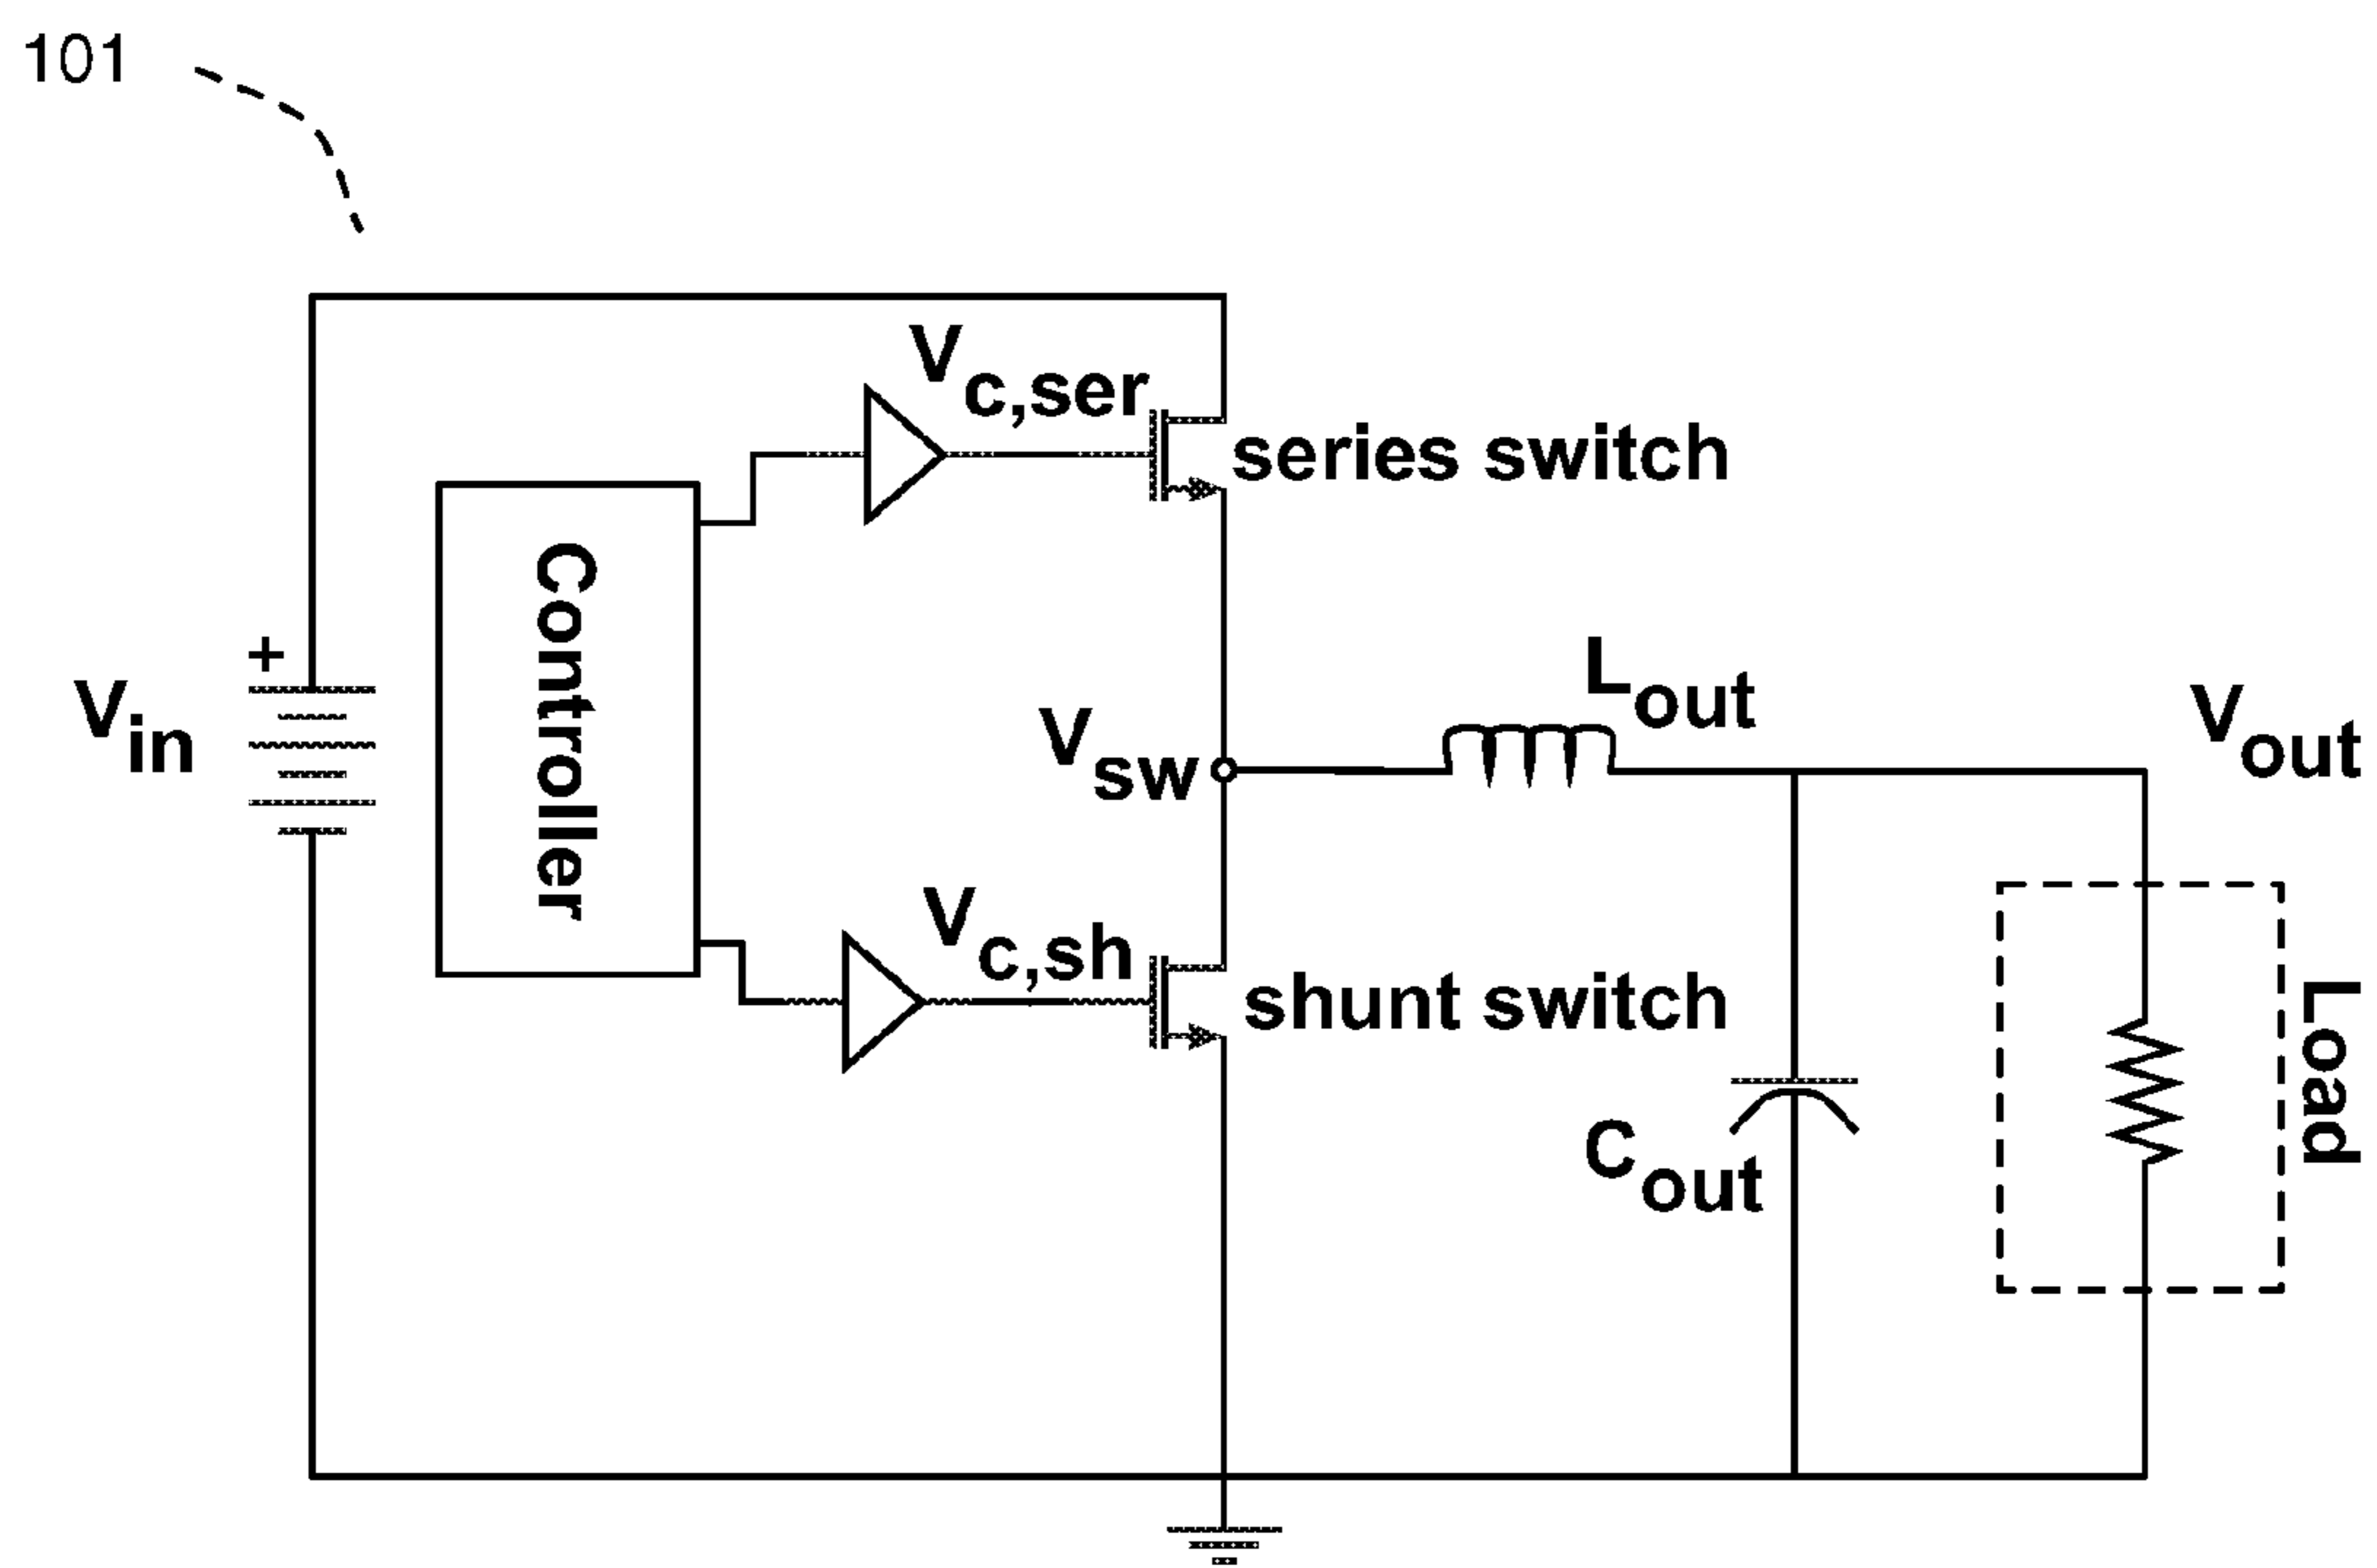 101
Vc,ser
series switch
Controller
+
Vin
Vsw
Lout
Vout
Vc,sh
shunt switch
Cout
Load